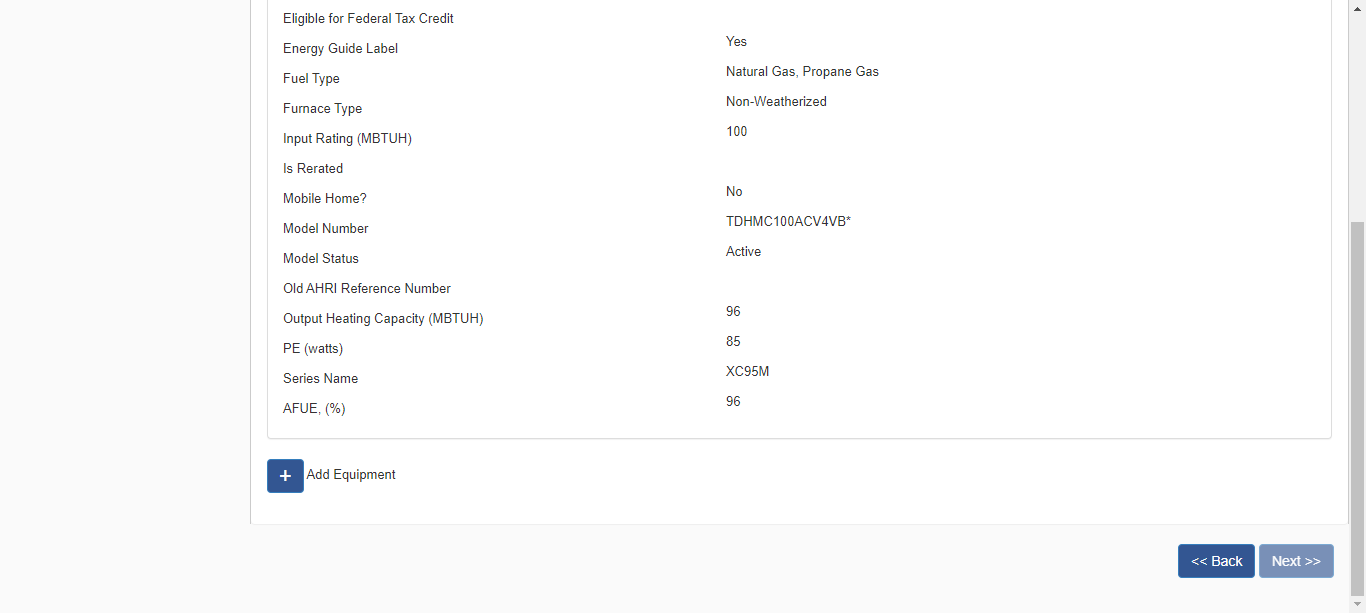 Eligible for Federal Tax Credit
Energy Guide Label Yes
Fuel Type Natural Gas, Propane Gas
Furnace Type Non-Weatherized
Input Rating (MBTUH) 100
Is Rerated
Mobile Home? No
Model Number TDHMC100ACV4VB*
Model Status Active
Old AHRI Reference Number
Output Heating Capacity (MBTUH) 96
PE (watts) 85
Series Name XC95M
AFUE, (%) 96
+ Add Equipment
<< Back Next >>